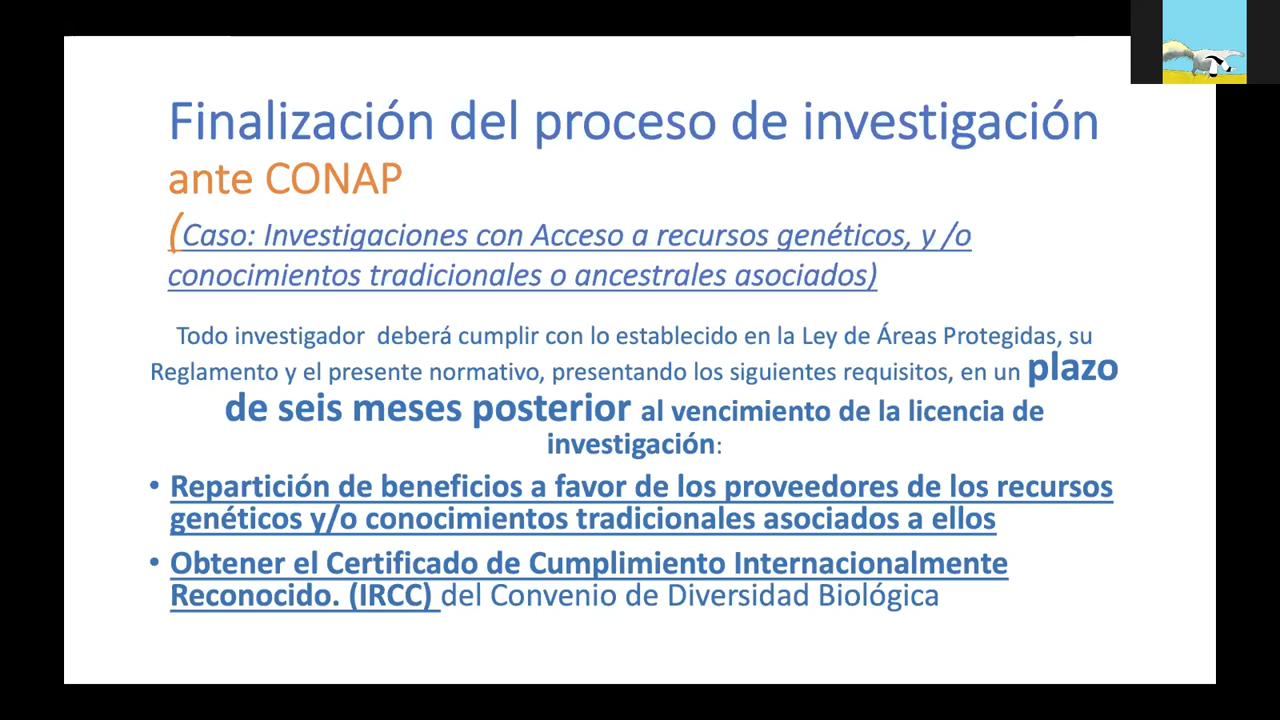 Finalización del proceso de investigación
ante CONAP
(Caso: Investigaciones con Acceso a recursos genéticos, y /o
conocimientos tradicionales o ancestrales asociados)
Todo investigador deberá cumplir con lo establecido en la Ley de Áreas Protegidas, su
Reglamento y el presente normativo, presentando los siguientes requisitos, en un plazo
de seis meses posterior al vencimiento de la licencia de
investigación:
• Repartición de beneficios a favor de los proveedores de los recursos
genéticos y/o conocimientos tradicionales asociados a ellos
• Obtener el Certificado de Cumplimiento Internacionalmente
Reconocido. (IRCC) del Convenio de Diversidad Biológica